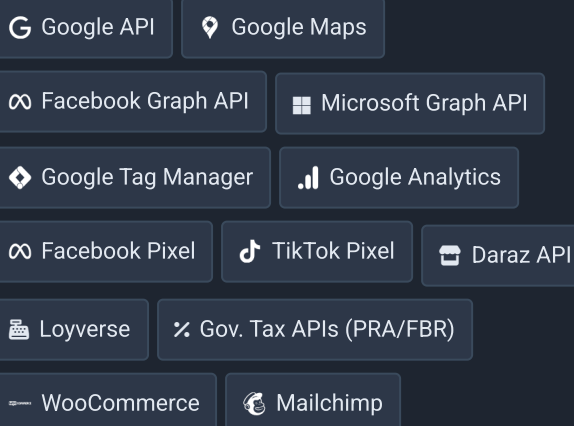 Google API Google Maps
Facebook Graph API Microsoft Graph API
Google Tag Manager Google Analytics
Facebook Pixel TikTok Pixel Daraz API
Loyverse Gov. Tax APIs (PRA/FBR)
WooCommerce Mailchimp